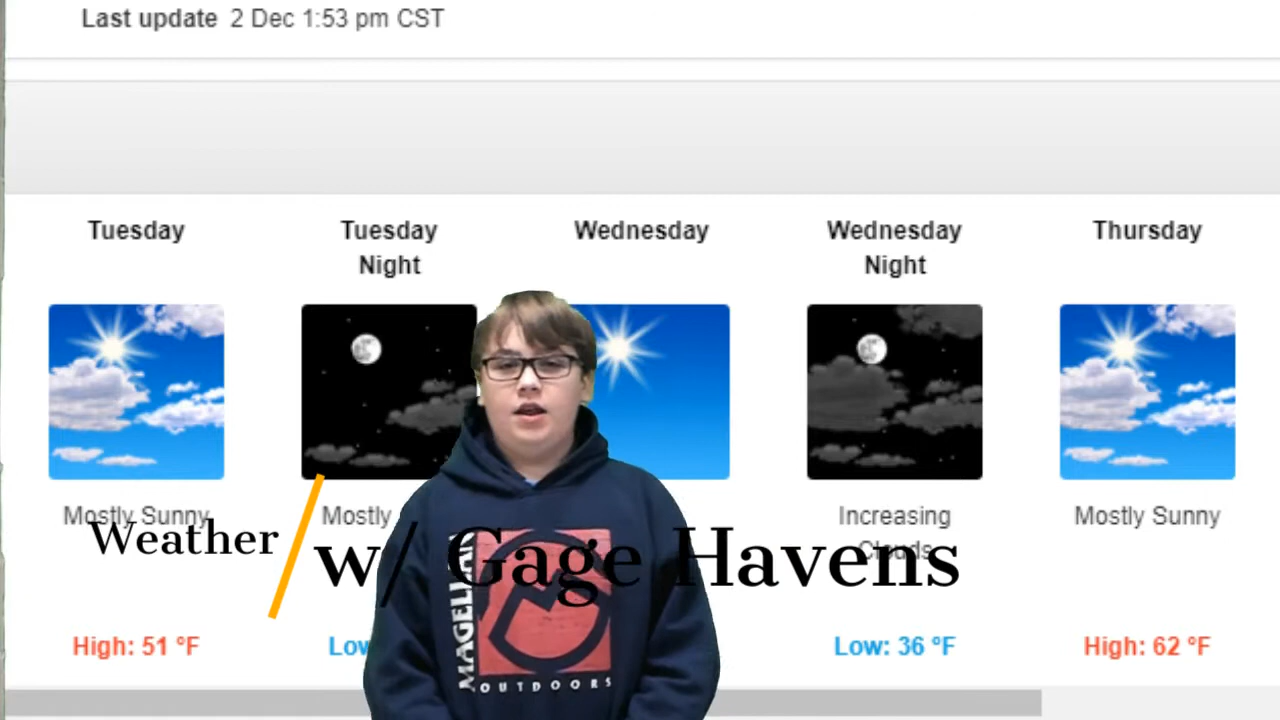 Last update 2 Dec 1:53 pm CST
Tuesday
Tuesday
Night
Wednesday
Wednesday
Night
Thursday
Mostly Sunny
Mostly
Increasing
Clouds
Mostly Sunny
Weather
w/ Gage Havens
High: 51 °F
Low: 36 °F
High: 62 °F
MAGELLAN
OUTDOORS